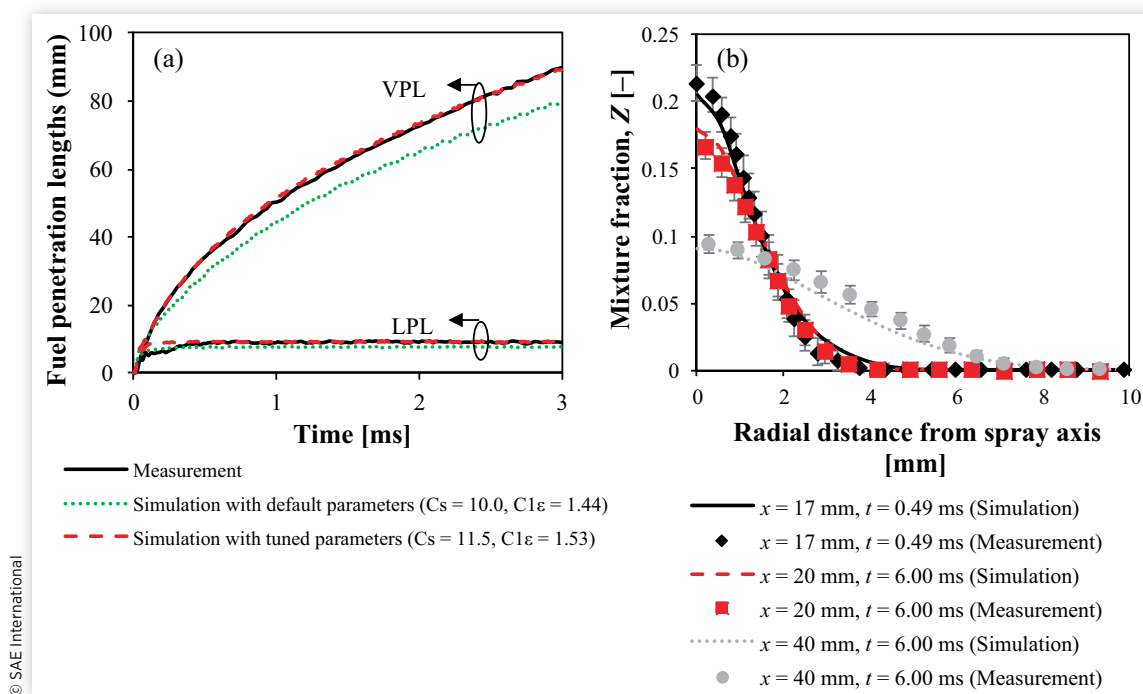 Fuel penetration lengths (mm)
100
80
60
40
20
0
(a)
VPL
LPL
0
1
2
3
Time [ms]
Measurement
Simulation with default parameters (Cs = 10.0, C1ε = 1.44)
Simulation with tuned parameters (Cs = 11.5, C1ε = 1.53)
Mixture fraction, Z [–]
0.25
0.2
0.15
0.1
0.05
0
(b)
0
2
4
6
8
10
Radial distance from spray axis
[mm]
x = 17 mm, t = 0.49 ms (Simulation)
x = 17 mm, t = 0.49 ms (Measurement)
x = 20 mm, t = 6.00 ms (Simulation)
x = 20 mm, t = 6.00 ms (Measurement)
x = 40 mm, t = 6.00 ms (Simulation)
x = 40 mm, t = 6.00 ms (Measurement)
© SAE International